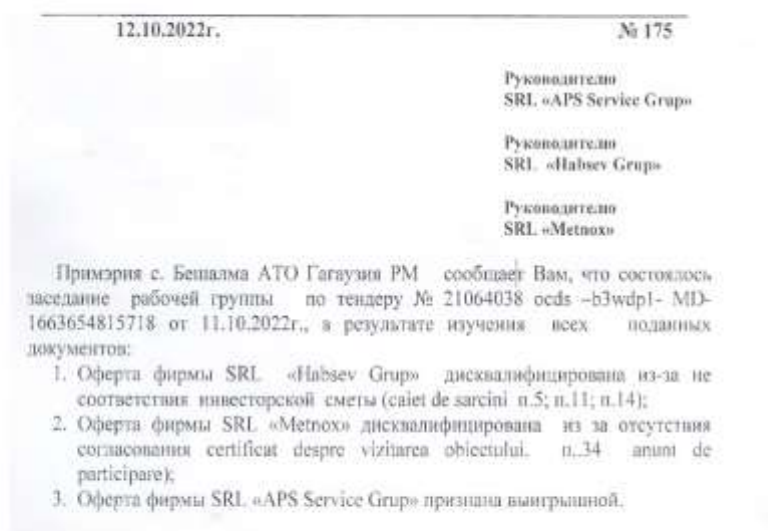 12.10.2022г. № 175
Руководителю
SRL «APS Service Grup»
Руководителю
SRL «Habsev Grup»
Руководителю
SRL «Metnox»
Примэрия с. Бешалма АТО Гагаузия РМ сообщает Вам, что состоялось
заседание рабочей группы по тендеру № 21064038 ocds –b3wdp1- MD-
1663654815718 от 11.10.2022г., в результате изучения всех поданных
документов:
1. Оферта фирмы SRL «Habsev Grup» дисквалифицирована из-за не
соответствия инвесторской сметы (caiet de sarcini п.5; п.11; п.14);
2. Оферта фирмы SRL «Metnox» дисквалифицирована из за отсутствия
согласования certificat despre vizitarea obiectului. п..34 anunt de
participare);
3. Оферта фирмы SRL «APS Service Grup» признана выигрышной.